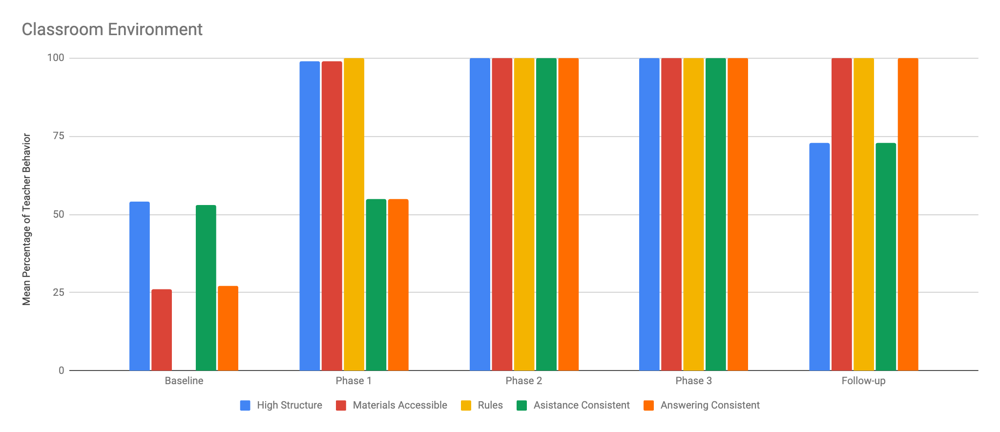 Classroom Environment
Mean Percentage of Teacher Behavior
100
75
50
25
0
Baseline Phase 1 Phase 2 Phase 3 Follow-up
High Structure Materials Accessible Rules Asistance Consistent Answering Consistent